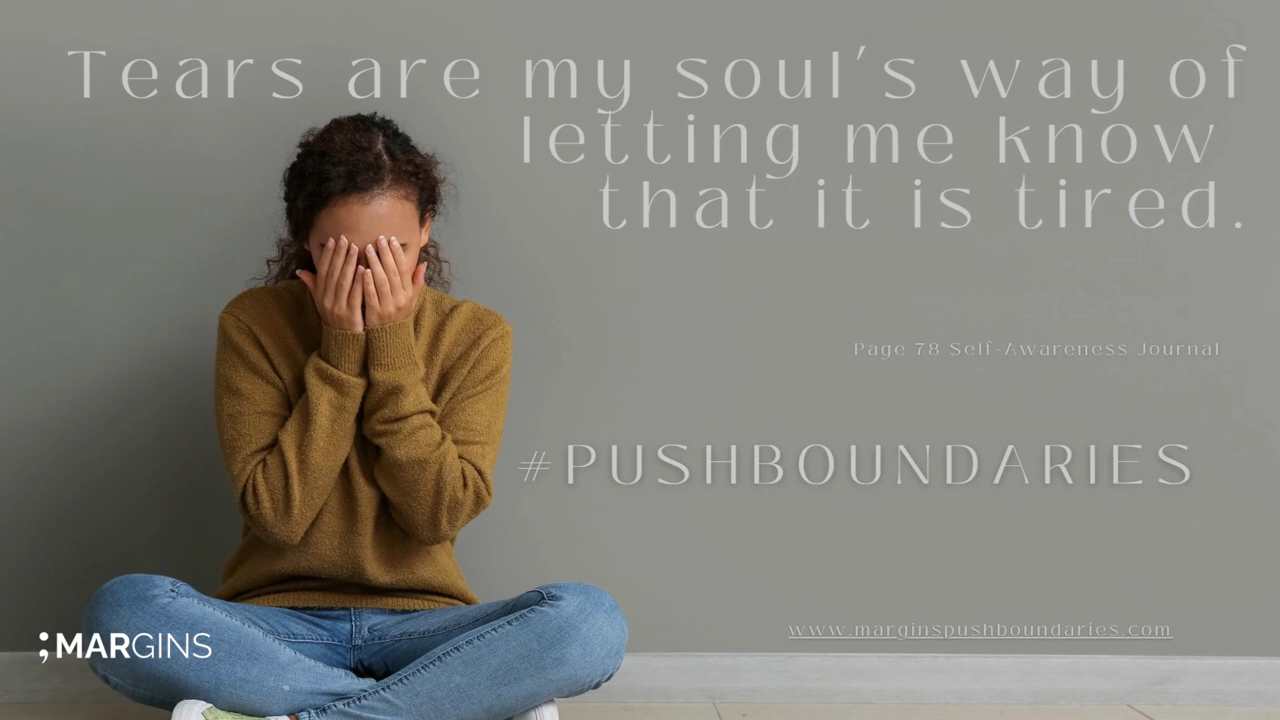 Tears are my soul's way of
letting me know
that it is tired.
Page 78 Self-Awareness Journal
#PUSHBOUNDARIES
www.marginspushboundaries.com
;MARGINS